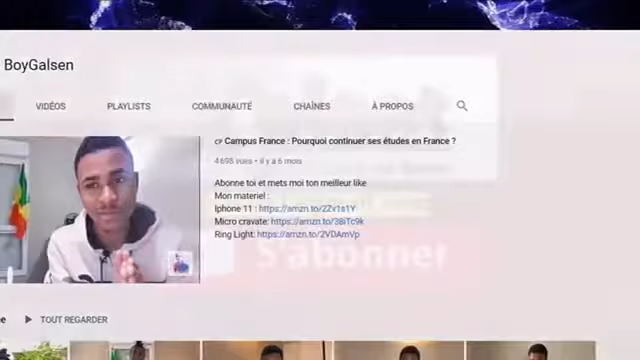 BoyGalsen
VIDÉOS PLAYLISTS COMMUNAUTÉ CHAÎNES À PROPOS
👉 Campus France : Pourquoi continuer ses études en France ?
4 698 vues • il y a 6 mois
Abonne toi et mets moi ton meilleur like
Mon materiel :
Iphone 11 : https://amzn.to/2Zv1s1Y
Micro cravate: https://amzn.to/38iTc9k
Ring Light: https://amzn.to/2VDAmVp
S'abonner
TOUT REGARDER